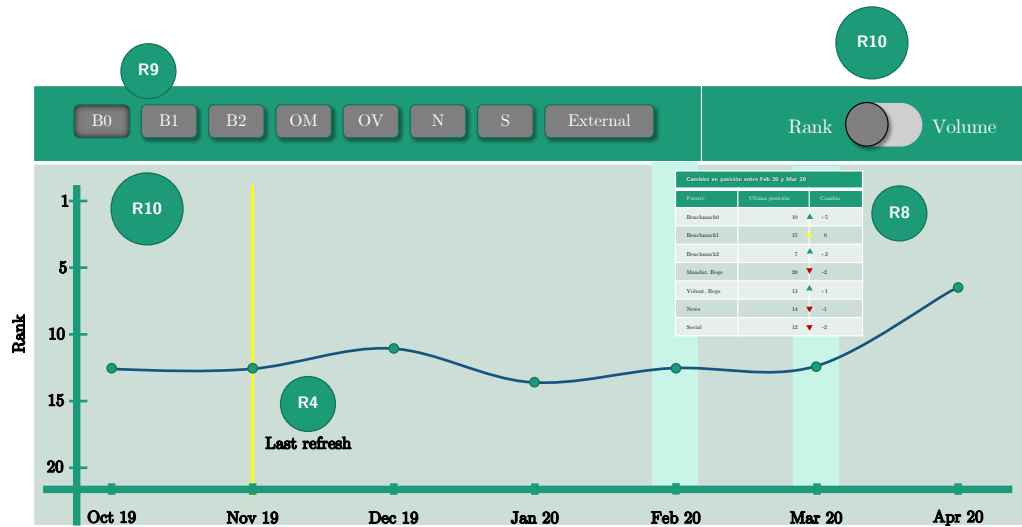 R10
R9
B0 B1 B2 OM OV N S External
Rank Volume
R10
R8
Cambios en posición entre Feb 20 y Mar 20
Fuente Ultima posición Cambio
Benchmark0 10 +5
Benchmark1 15 0
Benchmark2 7 +2
Mandat. Regs 20 -2
Volunt. Regs 13 +1
News 14 -1
Social 12 -2
1
5
10
15
20
Rank
R4
Last refresh
Oct 19 Nov 19 Dec 19 Jan 20 Feb 20 Mar 20 Apr 20